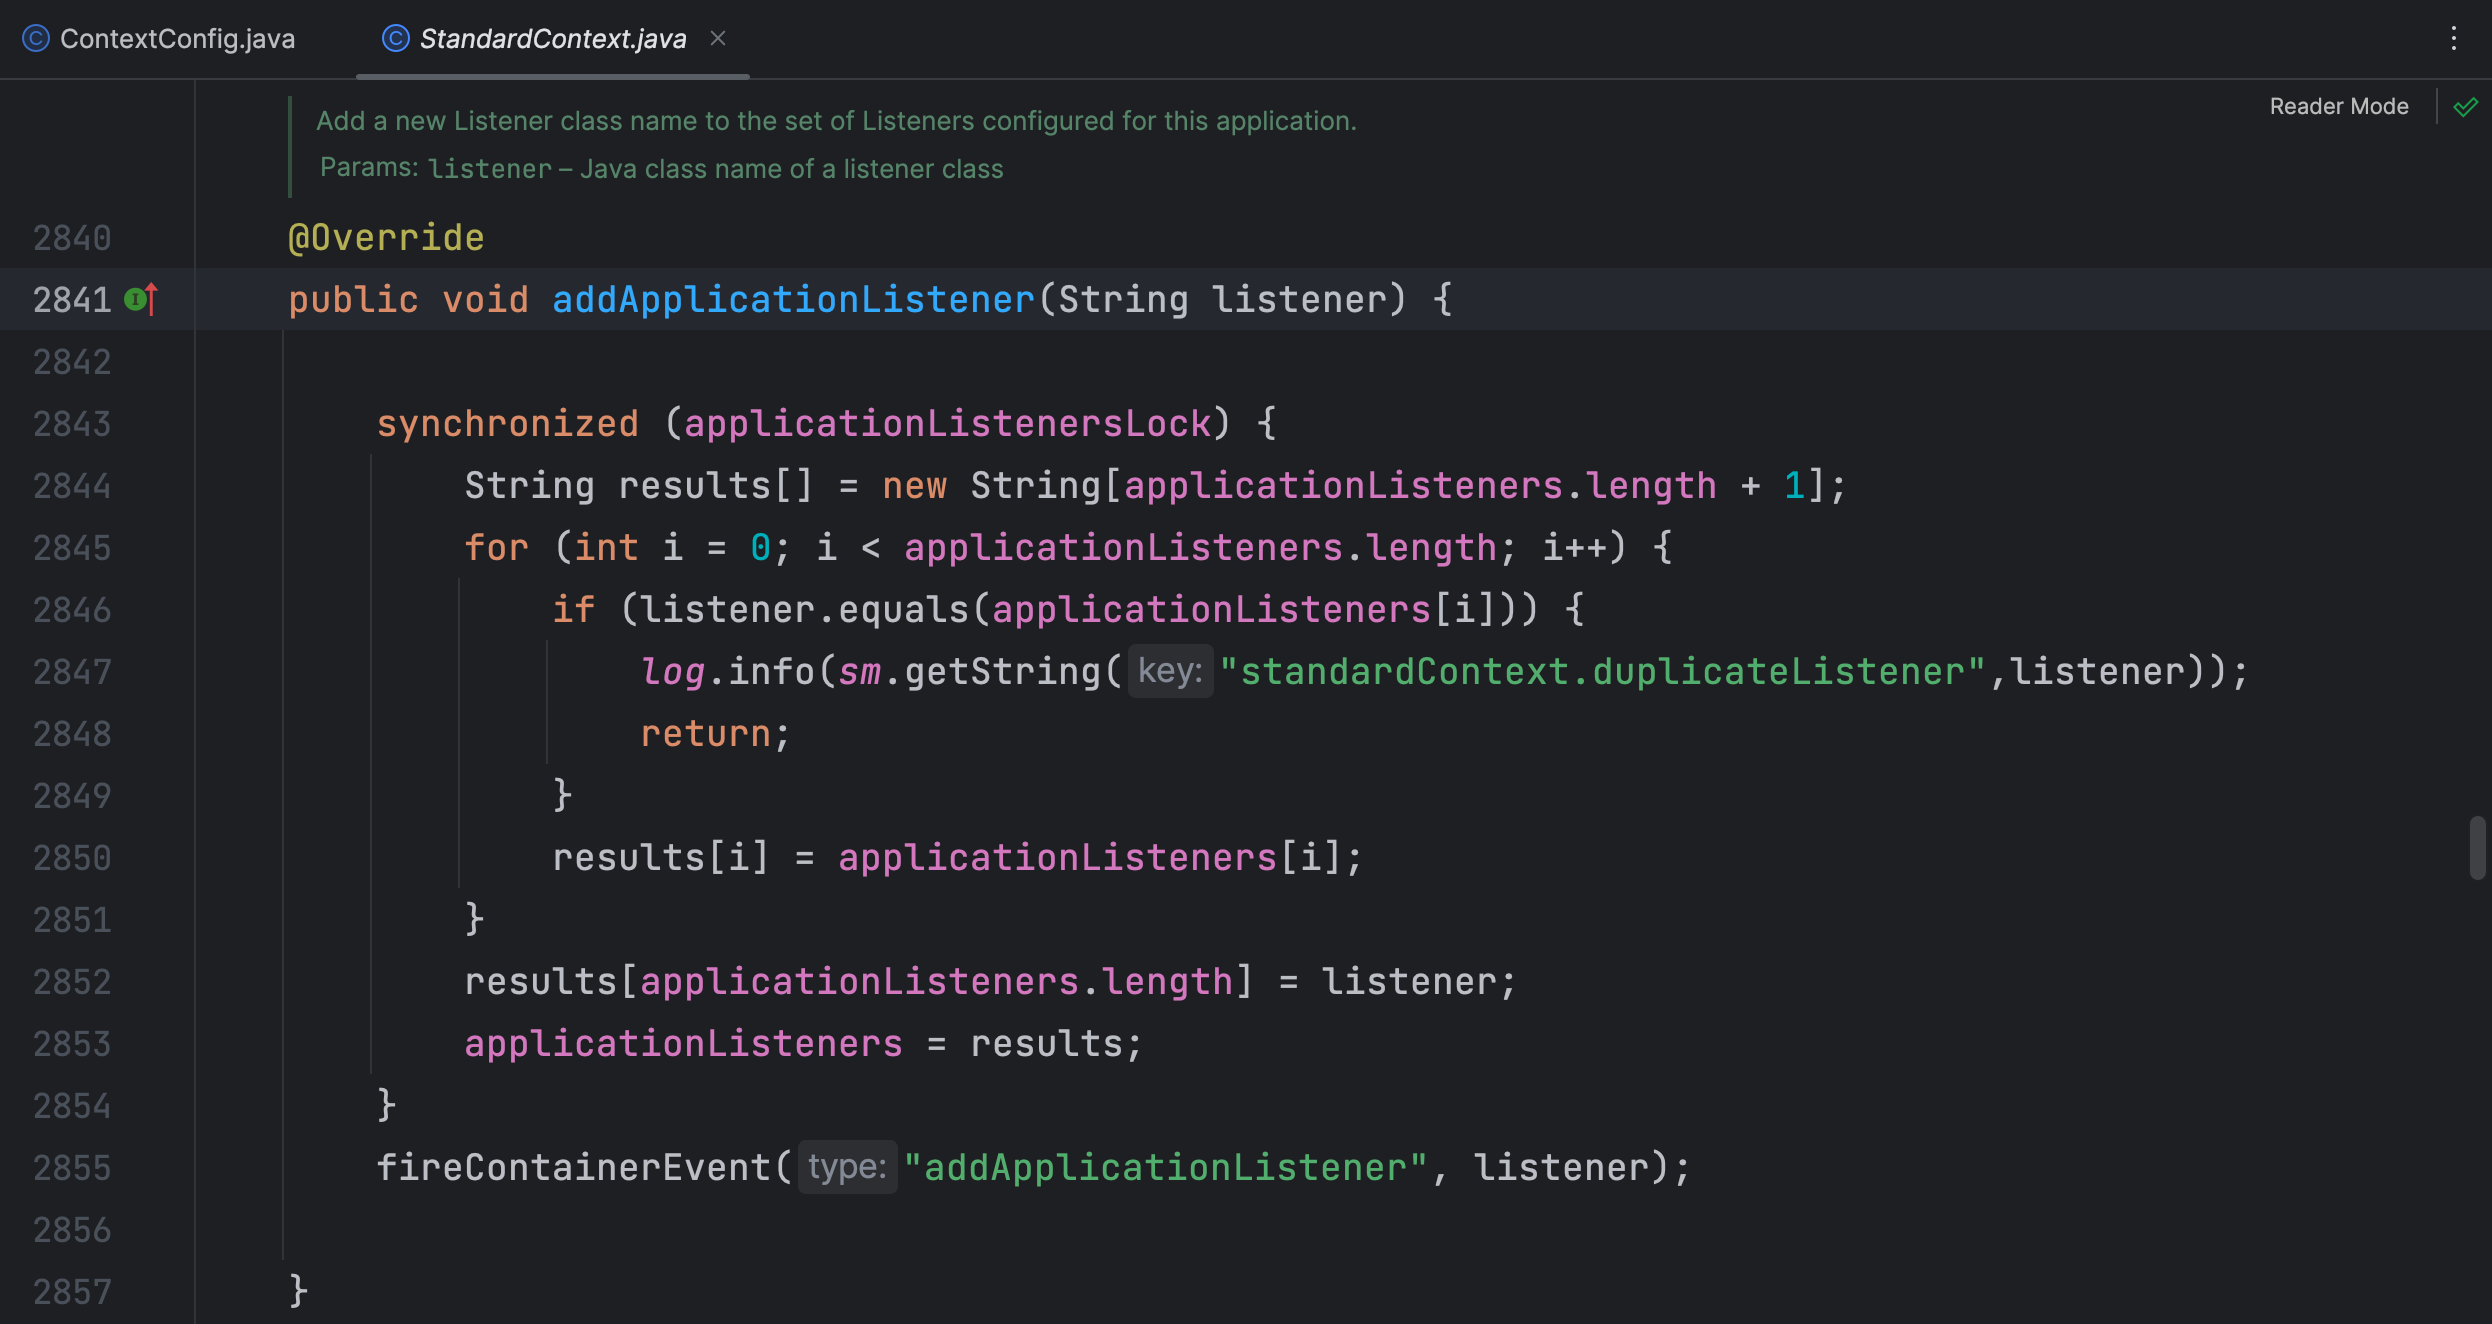 ContextConfig.java StandardContext.java
Reader Mode
Add a new Listener class name to the set of Listeners configured for this application.
Params: listener – Java class name of a listener class
2840 @Override
2841 public void addApplicationListener(String listener) {
2842
2843 synchronized (applicationListenersLock) {
2844 String results[] = new String[applicationListeners.length + 1];
2845 for (int i = 0; i < applicationListeners.length; i++) {
2846 if (listener.equals(applicationListeners[i])) {
2847 log.info(sm.getString( key: "standardContext.duplicateListener",listener));
2848 return;
2849 }
2850 results[i] = applicationListeners[i];
2851 }
2852 results[applicationListeners.length] = listener;
2853 applicationListeners = results;
2854 }
2855 fireContainerEvent( type: "addApplicationListener", listener);
2856
2857 }